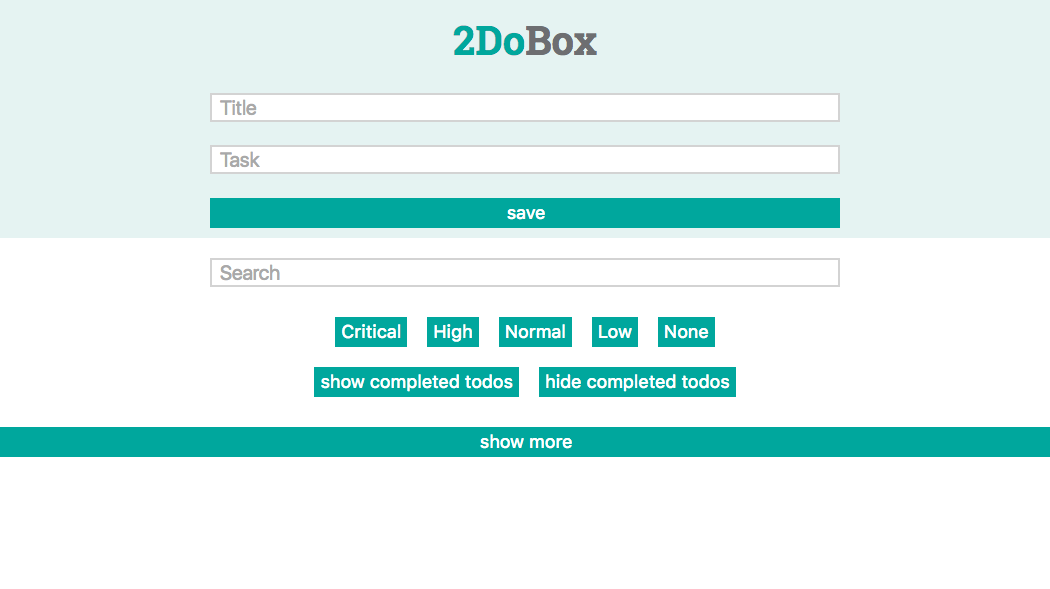 2DoBox
Title
Task
save
Search
Critical High Normal Low None
show completed todos hide completed todos
show more